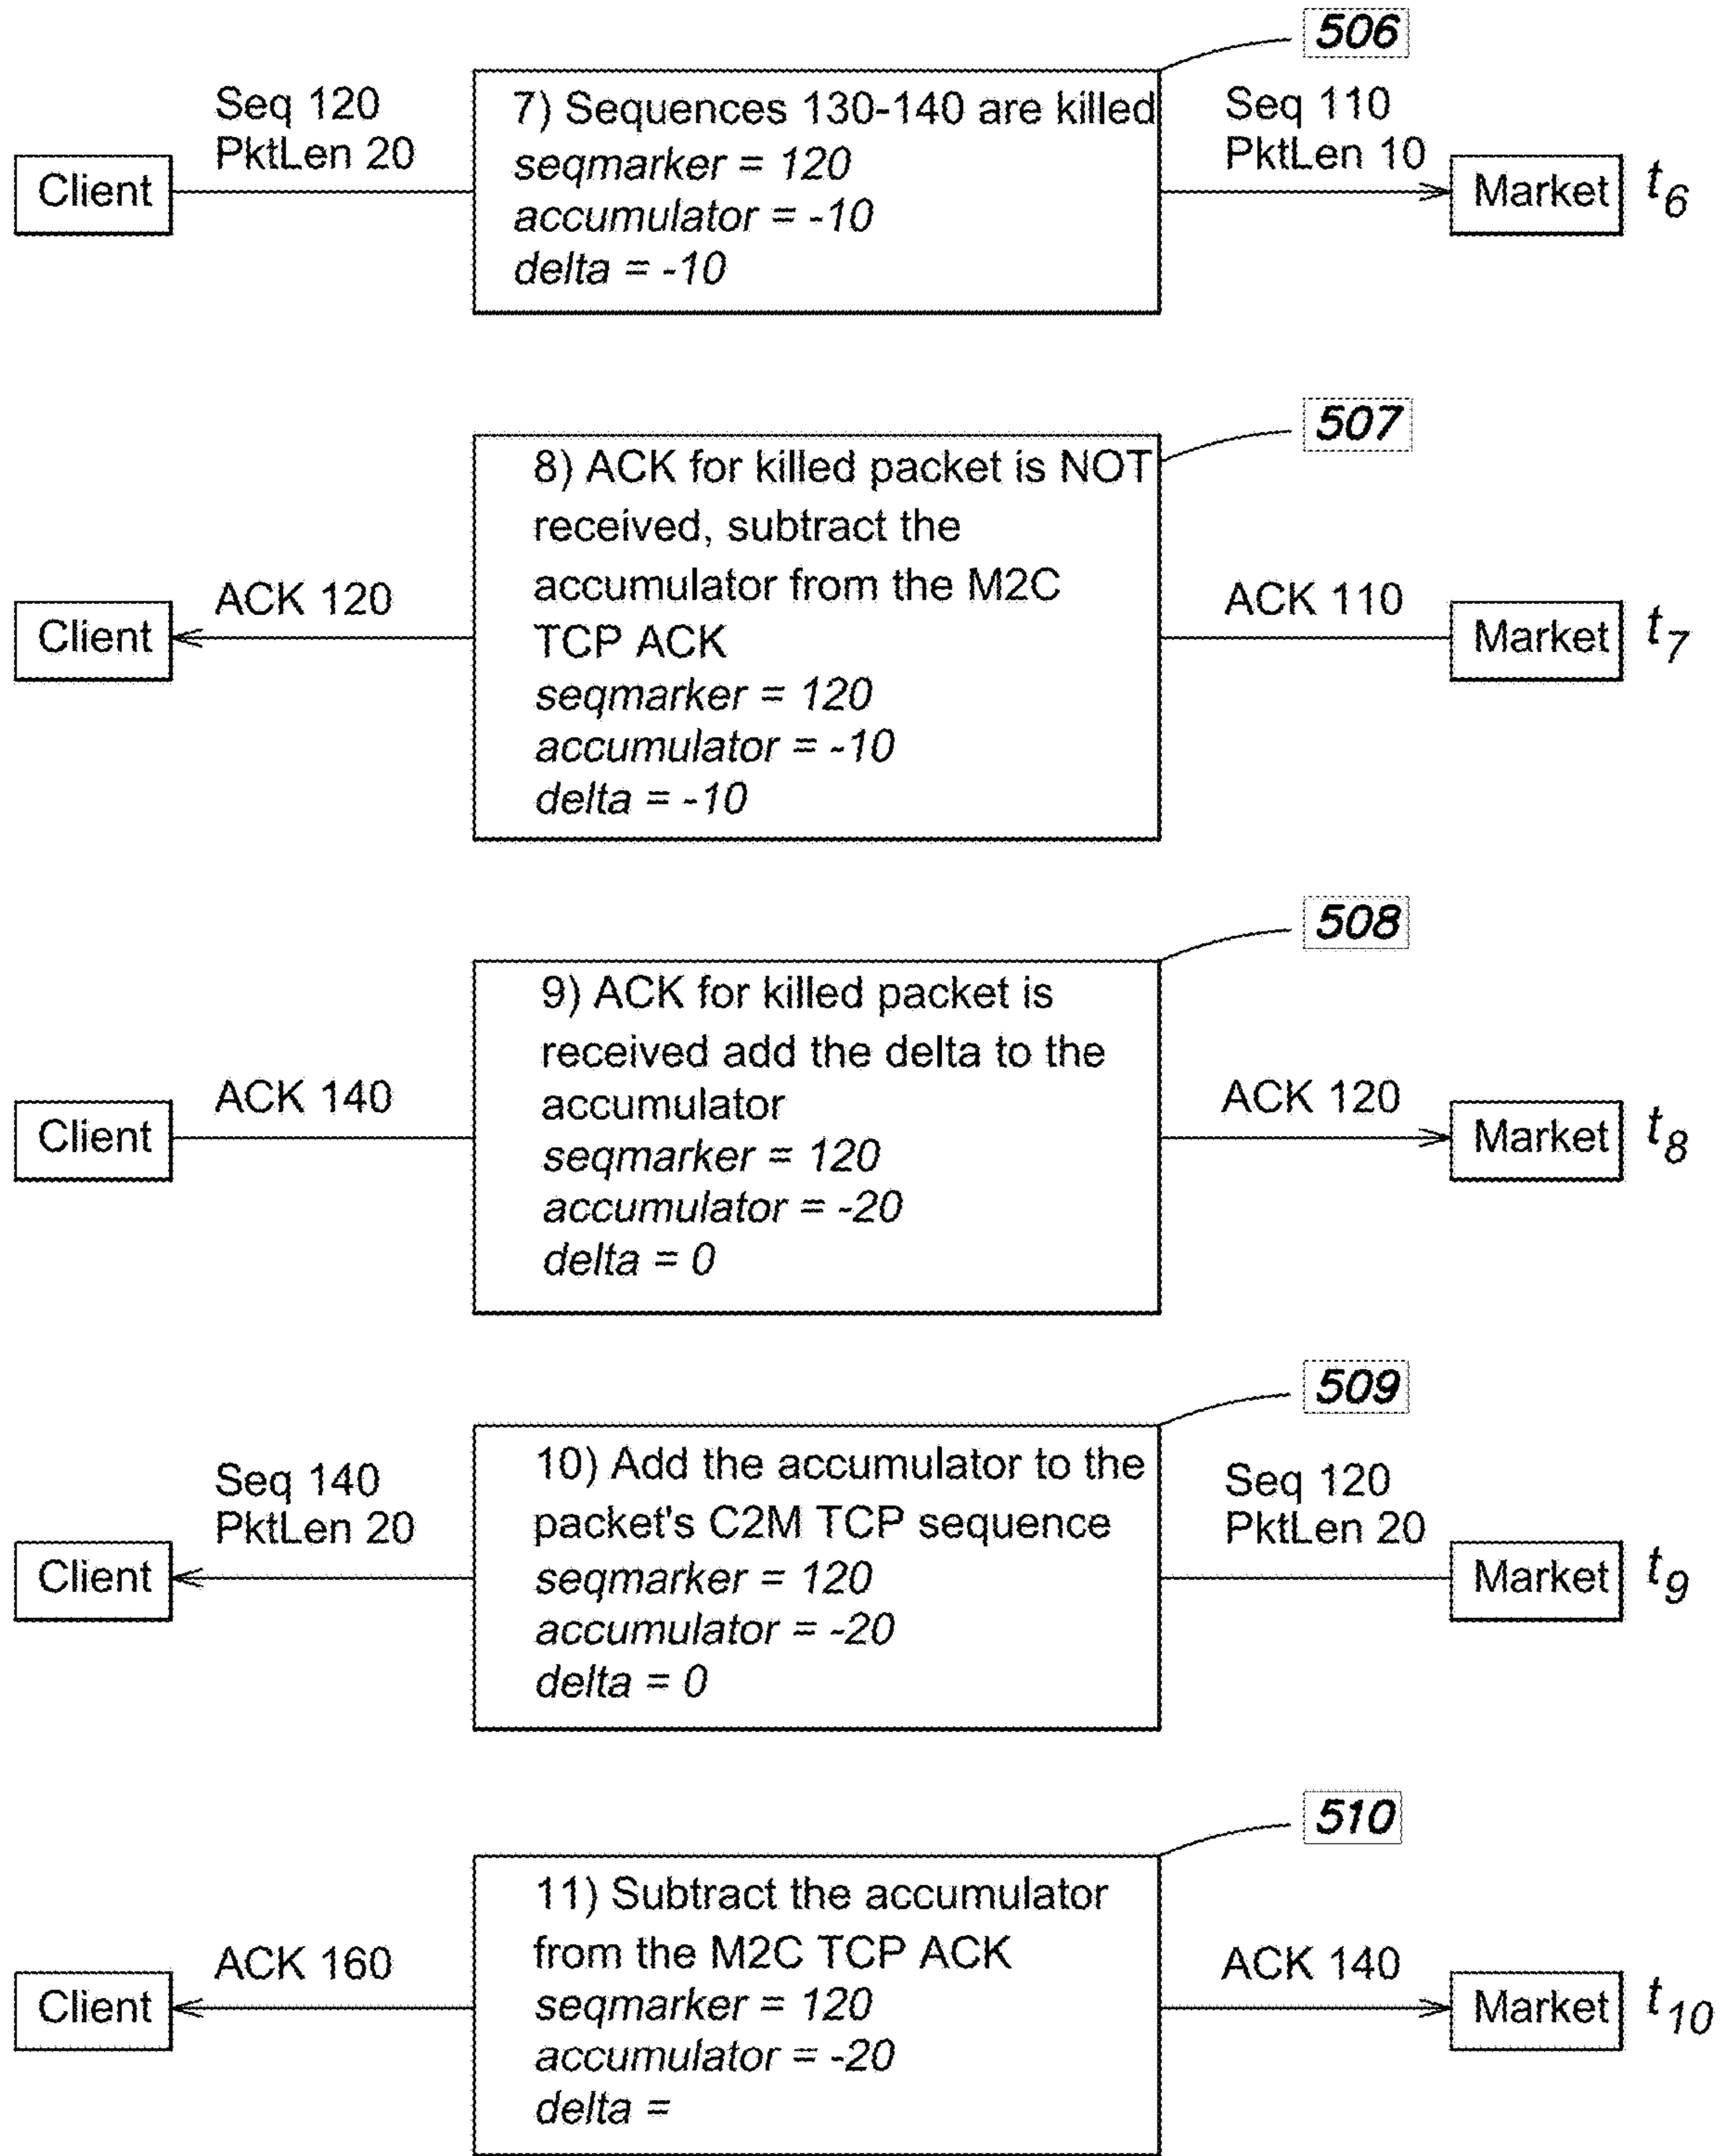 506
Seq 120
PktLen 20
7) Sequences 130-140 are killed
seqmarker = 120
accumulator = -10
delta = -10
Seq 110
PktLen 10
Client
Market
t6
507
8) ACK for killed packet is NOT
received, subtract the
accumulator from the M2C
TCP ACK
seqmarker = 120
accumulator = -10
delta = -10
ACK 120
ACK 110
Client
Market
t7
508
9) ACK for killed packet is
received add the delta to the
accumulator
seqmarker = 120
accumulator = -20
delta = 0
ACK 140
ACK 120
Client
Market
t8
509
Seq 140
PktLen 20
10) Add the accumulator to the
packet's C2M TCP sequence
seqmarker = 120
accumulator = -20
delta = 0
Seq 120
PktLen 20
Client
Market
t9
510
11) Subtract the accumulator
from the M2C TCP ACK
seqmarker = 120
accumulator = -20
delta =
ACK 160
ACK 140
Client
Market
t10